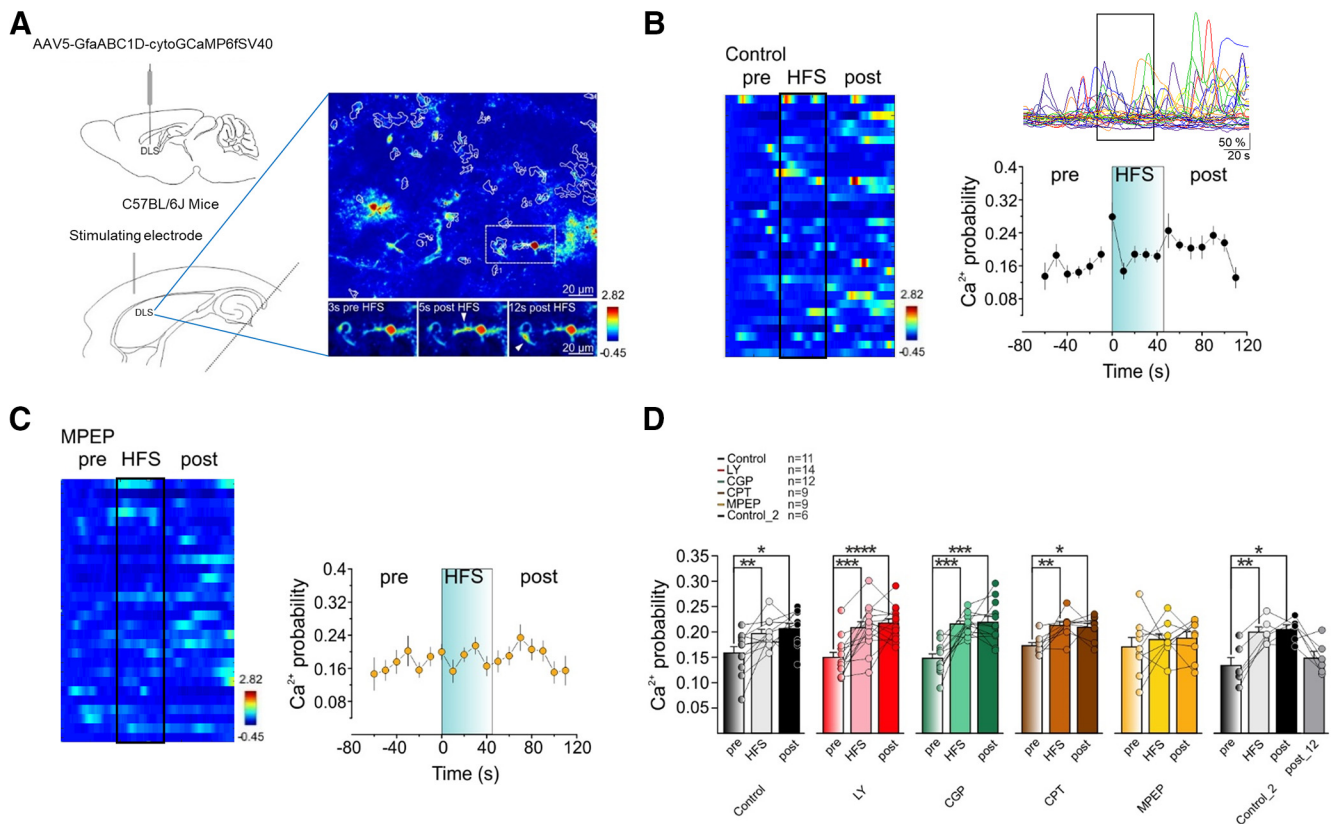 A
AAV5-GfaABC1D-cytoGCaMP6fSV40
DLS
C57BL/6J Mice
Stimulating electrode
DLS
20 µm
3s pre HFS
5s post HFS
12s post HFS
20 µm
2.82
-0.45
B
Control
pre HFS post
2.82
-0.45
50 %
20 s
0.4
0.32
0.24
0.16
0.08
Ca²⁺ probability
pre HFS post
-80 -40 0 40 80 120
Time (s)
C
MPEP
pre HFS post
2.82
-0.45
0.4
0.32
0.24
0.16
0.08
Ca²⁺ probability
pre HFS post
-80 -40 0 40 80 120
Time (s)
D
Control n=11
LY n=14
CGP n=12
CPT n=9
MPEP n=9
Control_2 n=6
0.35
0.30
0.25
0.20
0.15
0.10
0.05
Ca²⁺ probability
* ** **** *** *** *** * ** * **
pre HFS post
pre HFS post
pre HFS post
pre HFS post
pre HFS post
pre HFS post post_12
Control LY CGP CPT MPEP Control_2